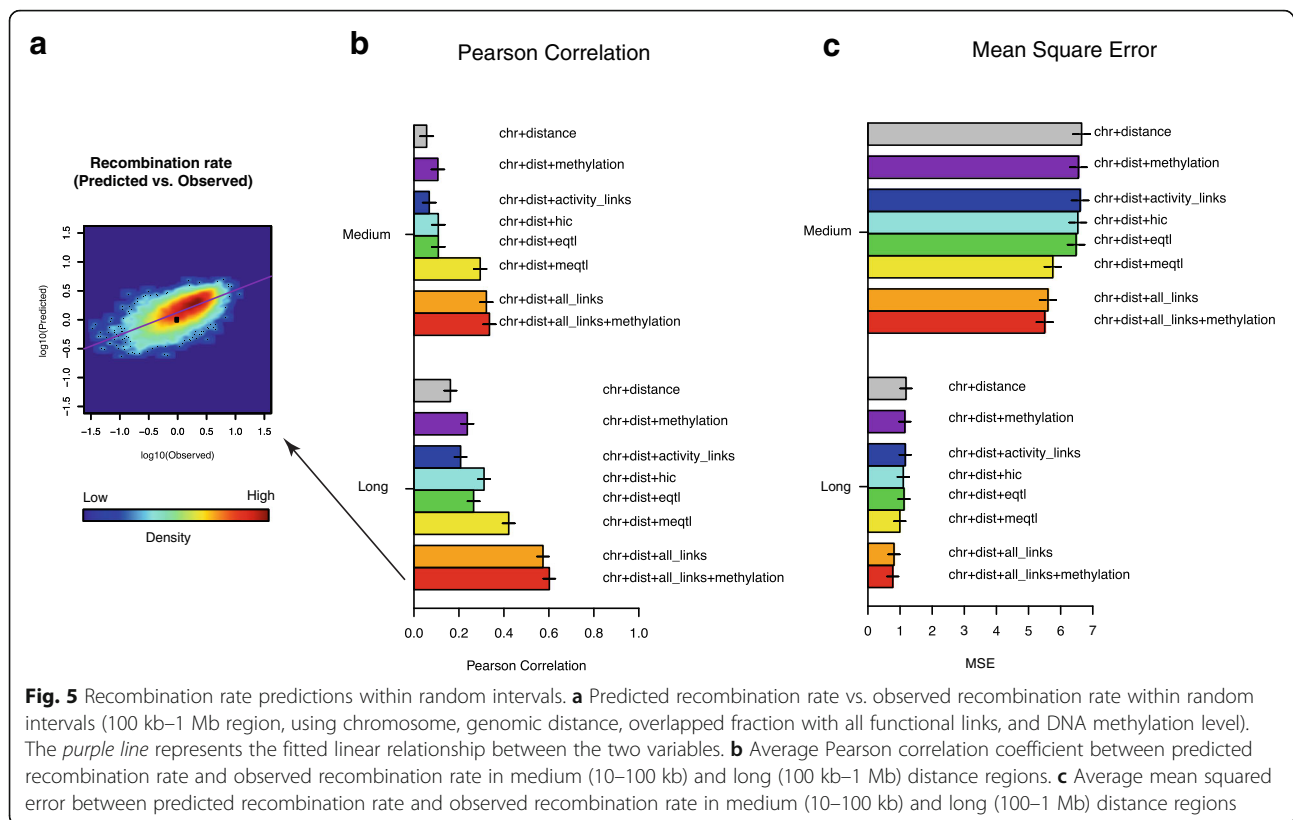 a
Recombination rate
(Predicted vs. Observed)
log10(Predicted)
1.5
1.0
0.5
0.0
-0.5
-1.0
-1.5
-1.5 -1.0 -0.5 0.0 0.5 1.0 1.5
log10(Observed)
Low High
Density
b
Pearson Correlation
Medium
chr+distance
chr+dist+methylation
chr+dist+activity_links
chr+dist+hic
chr+dist+eqtl
chr+dist+meqtl
chr+dist+all_links
chr+dist+all_links+methylation
Long
chr+distance
chr+dist+methylation
chr+dist+activity_links
chr+dist+hic
chr+dist+eqtl
chr+dist+meqtl
chr+dist+all_links
chr+dist+all_links+methylation
0.0 0.2 0.4 0.6 0.8 1.0
Pearson Correlation
c
Mean Square Error
Medium
chr+distance
chr+dist+methylation
chr+dist+activity_links
chr+dist+hic
chr+dist+eqtl
chr+dist+meqtl
chr+dist+all_links
chr+dist+all_links+methylation
Long
chr+distance
chr+dist+methylation
chr+dist+activity_links
chr+dist+hic
chr+dist+eqtl
chr+dist+meqtl
chr+dist+all_links
chr+dist+all_links+methylation
0 1 2 3 4 5 6 7
MSE
Fig. 5 Recombination rate predictions within random intervals. a Predicted recombination rate vs. observed recombination rate within random
intervals (100 kb–1 Mb region, using chromosome, genomic distance, overlapped fraction with all functional links, and DNA methylation level).
The purple line represents the fitted linear relationship between the two variables. b Average Pearson correlation coefficient between predicted
recombination rate and observed recombination rate in medium (10–100 kb) and long (100 kb–1 Mb) distance regions. c Average mean squared
error between predicted recombination rate and observed recombination rate in medium (10–100 kb) and long (100–1 Mb) distance regions